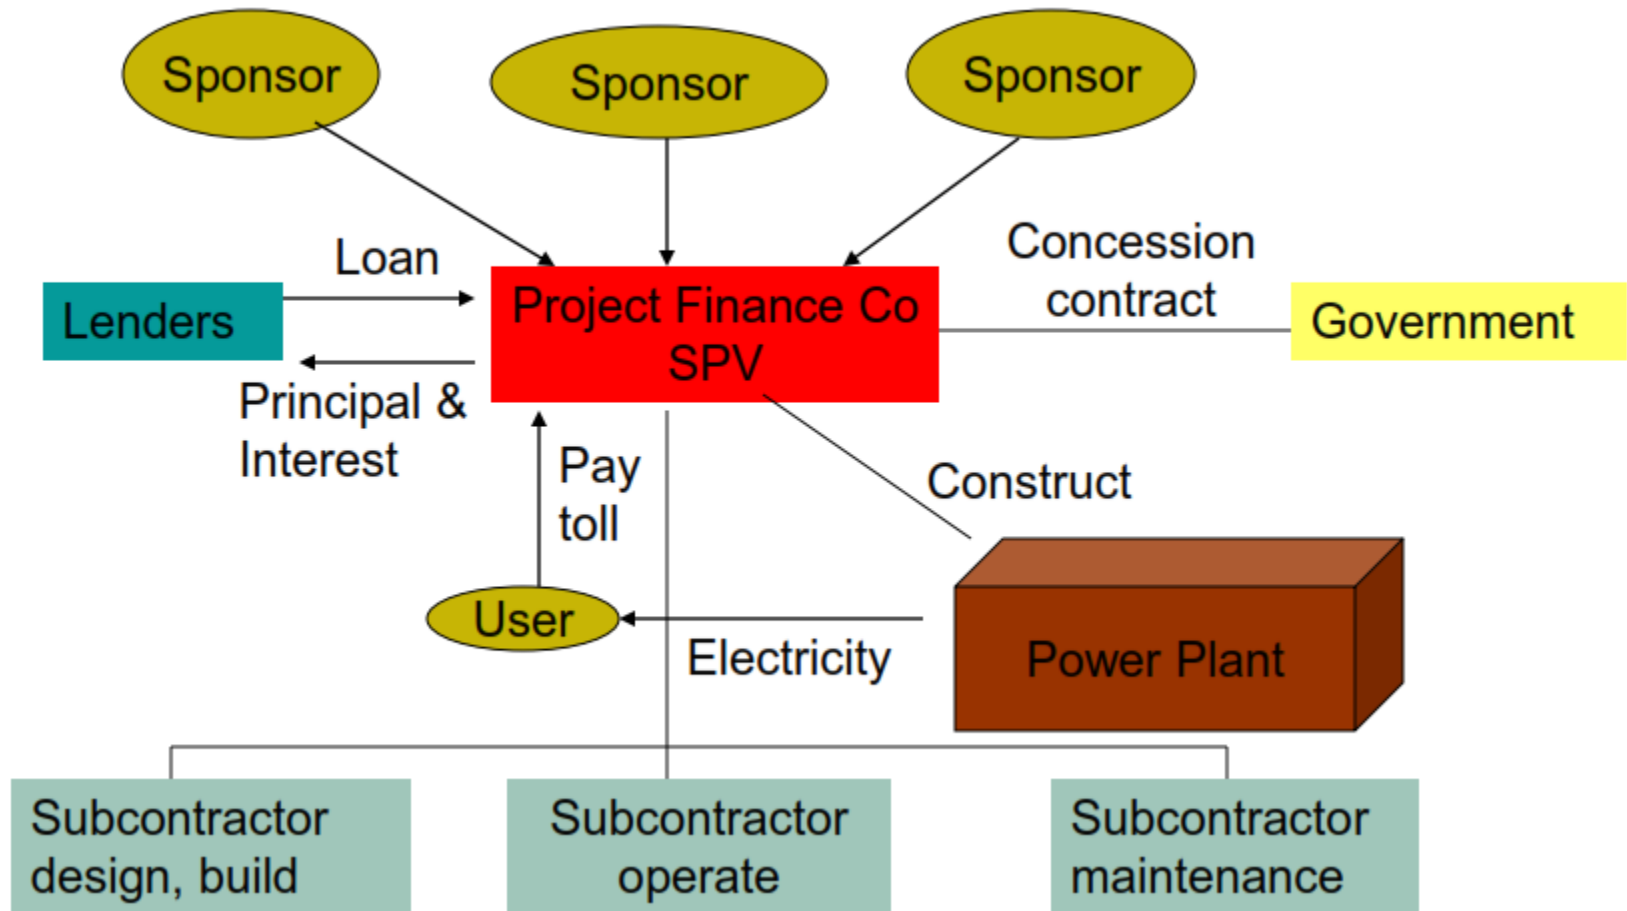 Sponsor
Sponsor
Sponsor
Loan
Concession
contract
Lenders
Project Finance Co
SPV
Government
Principal &
Interest
Pay
toll
Construct
User
Electricity
Power Plant
Subcontractor
design, build
Subcontractor
operate
Subcontractor
maintenance